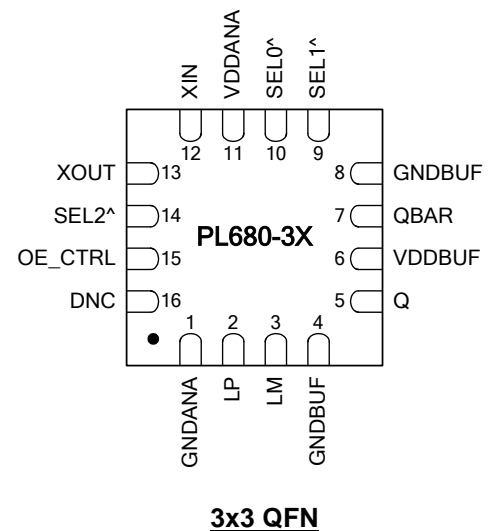 XIN
VDDANA
SEL0^
SEL1^
12
11
10
9
XOUT 13
8 GNDBUF
SEL2^ 14
7 QBAR
PL680-3X
OE_CTRL 15
6 VDDBUF
DNC 16
5 Q
1
2
3
4
GNDANA
LP
LM
GNDBUF
3x3 QFN